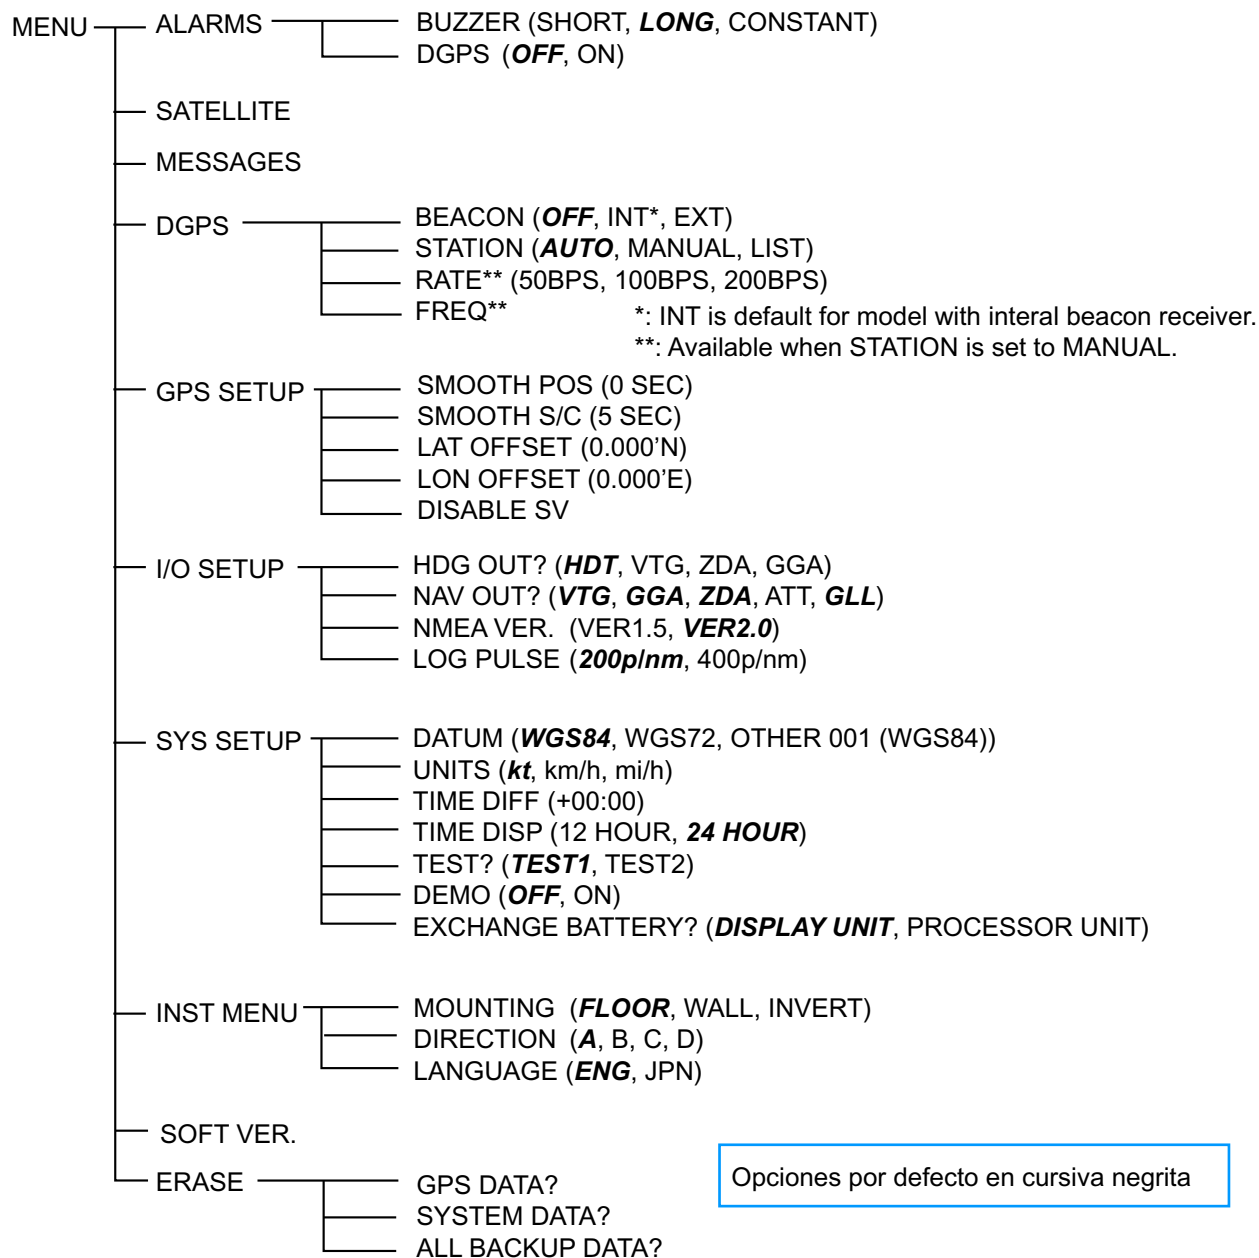 MENU
ALARMS
BUZZER (SHORT, LONG, CONSTANT)
DGPS (OFF, ON)
SATELLITE
MESSAGES
DGPS
BEACON (OFF, INT*, EXT)
STATION (AUTO, MANUAL, LIST)
RATE** (50BPS, 100BPS, 200BPS)
FREQ**
*: INT is default for model with interal beacon receiver.
**: Available when STATION is set to MANUAL.
GPS SETUP
SMOOTH POS (0 SEC)
SMOOTH S/C (5 SEC)
LAT OFFSET (0.000’N)
LON OFFSET (0.000’E)
DISABLE SV
I/O SETUP
HDG OUT? (HDT, VTG, ZDA, GGA)
NAV OUT? (VTG, GGA, ZDA, ATT, GLL)
NMEA VER. (VER1.5, VER2.0)
LOG PULSE (200p/nm, 400p/nm)
SYS SETUP
DATUM (WGS84, WGS72, OTHER 001 (WGS84))
UNITS (kt, km/h, mi/h)
TIME DIFF (+00:00)
TIME DISP (12 HOUR, 24 HOUR)
TEST? (TEST1, TEST2)
DEMO (OFF, ON)
EXCHANGE BATTERY? (DISPLAY UNIT, PROCESSOR UNIT)
INST MENU
MOUNTING (FLOOR, WALL, INVERT)
DIRECTION (A, B, C, D)
LANGUAGE (ENG, JPN)
SOFT VER.
ERASE
GPS DATA?
SYSTEM DATA?
ALL BACKUP DATA?
Opciones por defecto en cursiva negrita